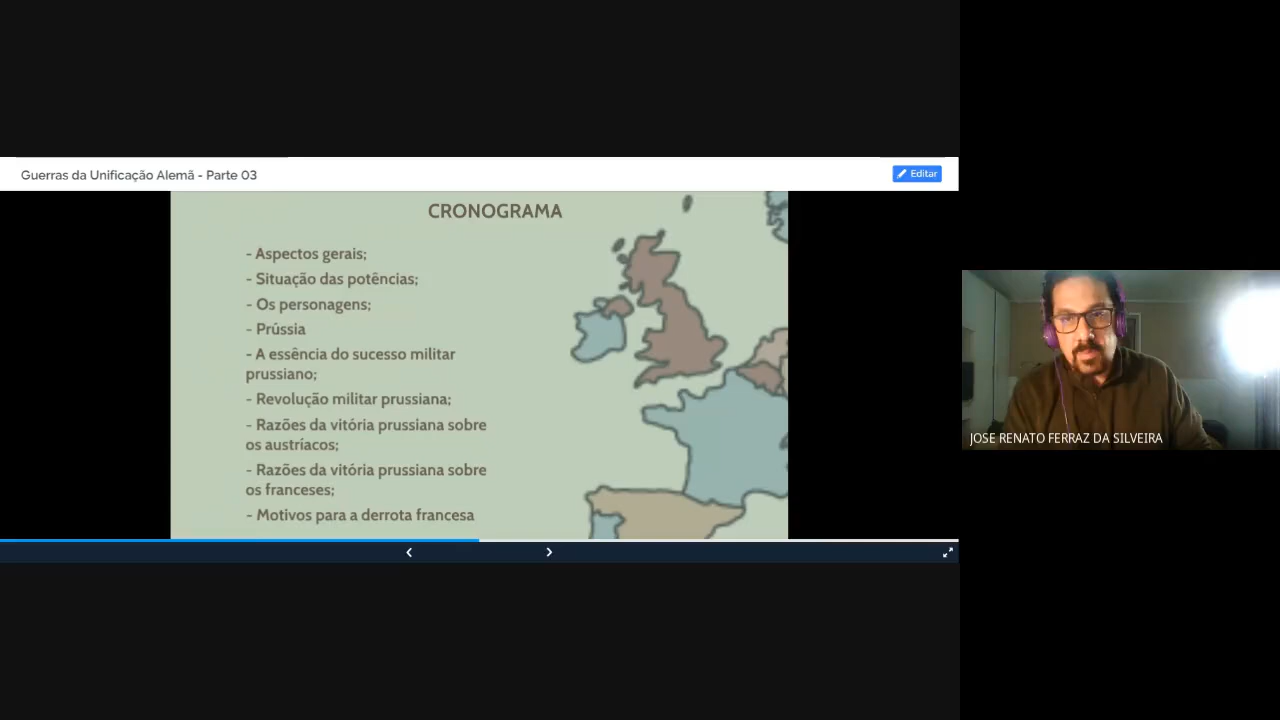 Guerras da Unificação Alemã - Parte 03
Editar
CRONOGRAMA
- Aspectos gerais;
- Situação das potências;
- Os personagens;
- Prússia
- A essência do sucesso militar
prussiano;
- Revolução militar prussiana;
- Razões da vitória prussiana sobre
os austríacos;
- Razões da vitória prussiana sobre
os franceses;
- Motivos para a derrota francesa
JOSE RENATO FERRAZ DA SILVEIRA